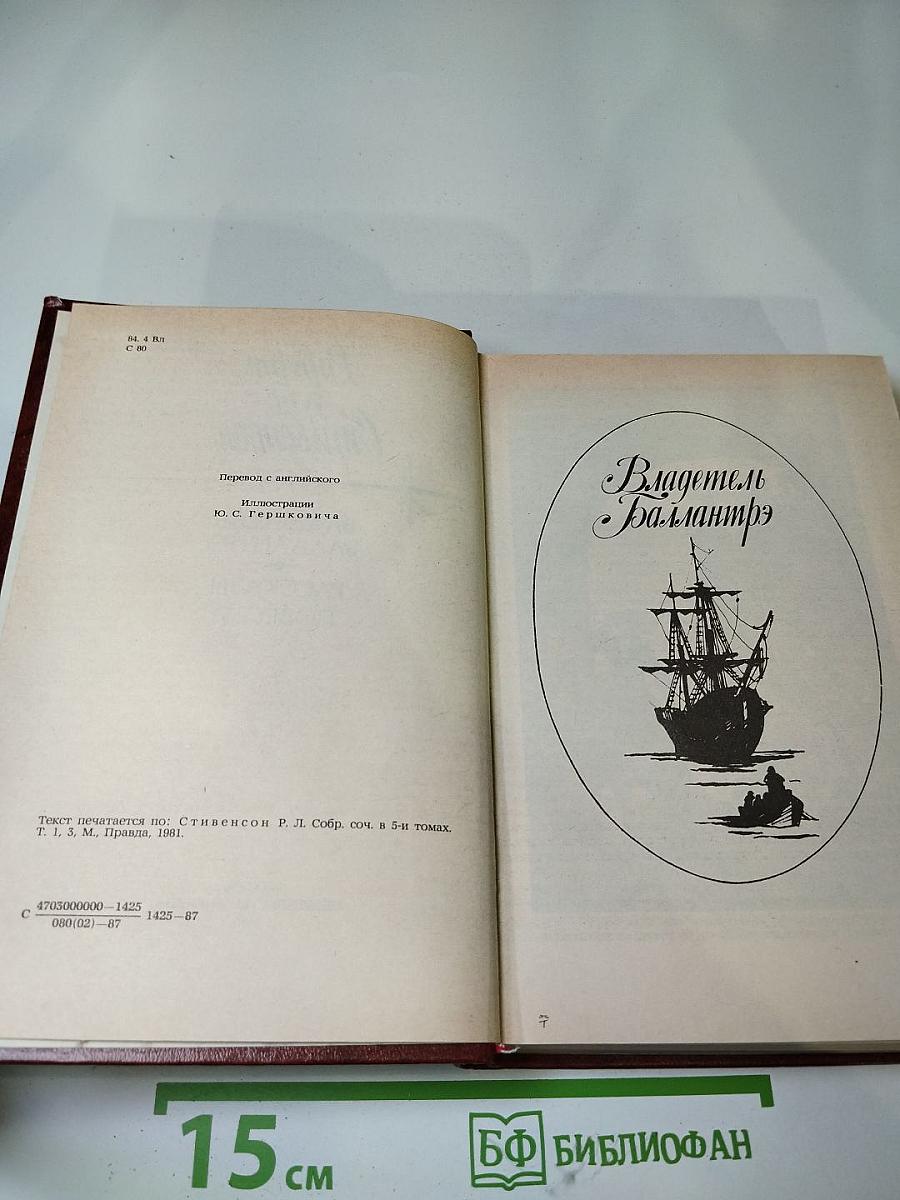 84. 4 Вл
С 80
Перевод с английского
Иллюстрации
Ю. С. Гершковича
Текст печатается по: Стивенсон Р. Л. Собр. соч. в 5-и томах.
Т. 1, 3, М., Правда, 1981.
С 4703000000—1425 1425—87
080(02)—87
Владетель
Баллантрэ
15 см
БФ БИБЛИОФАН